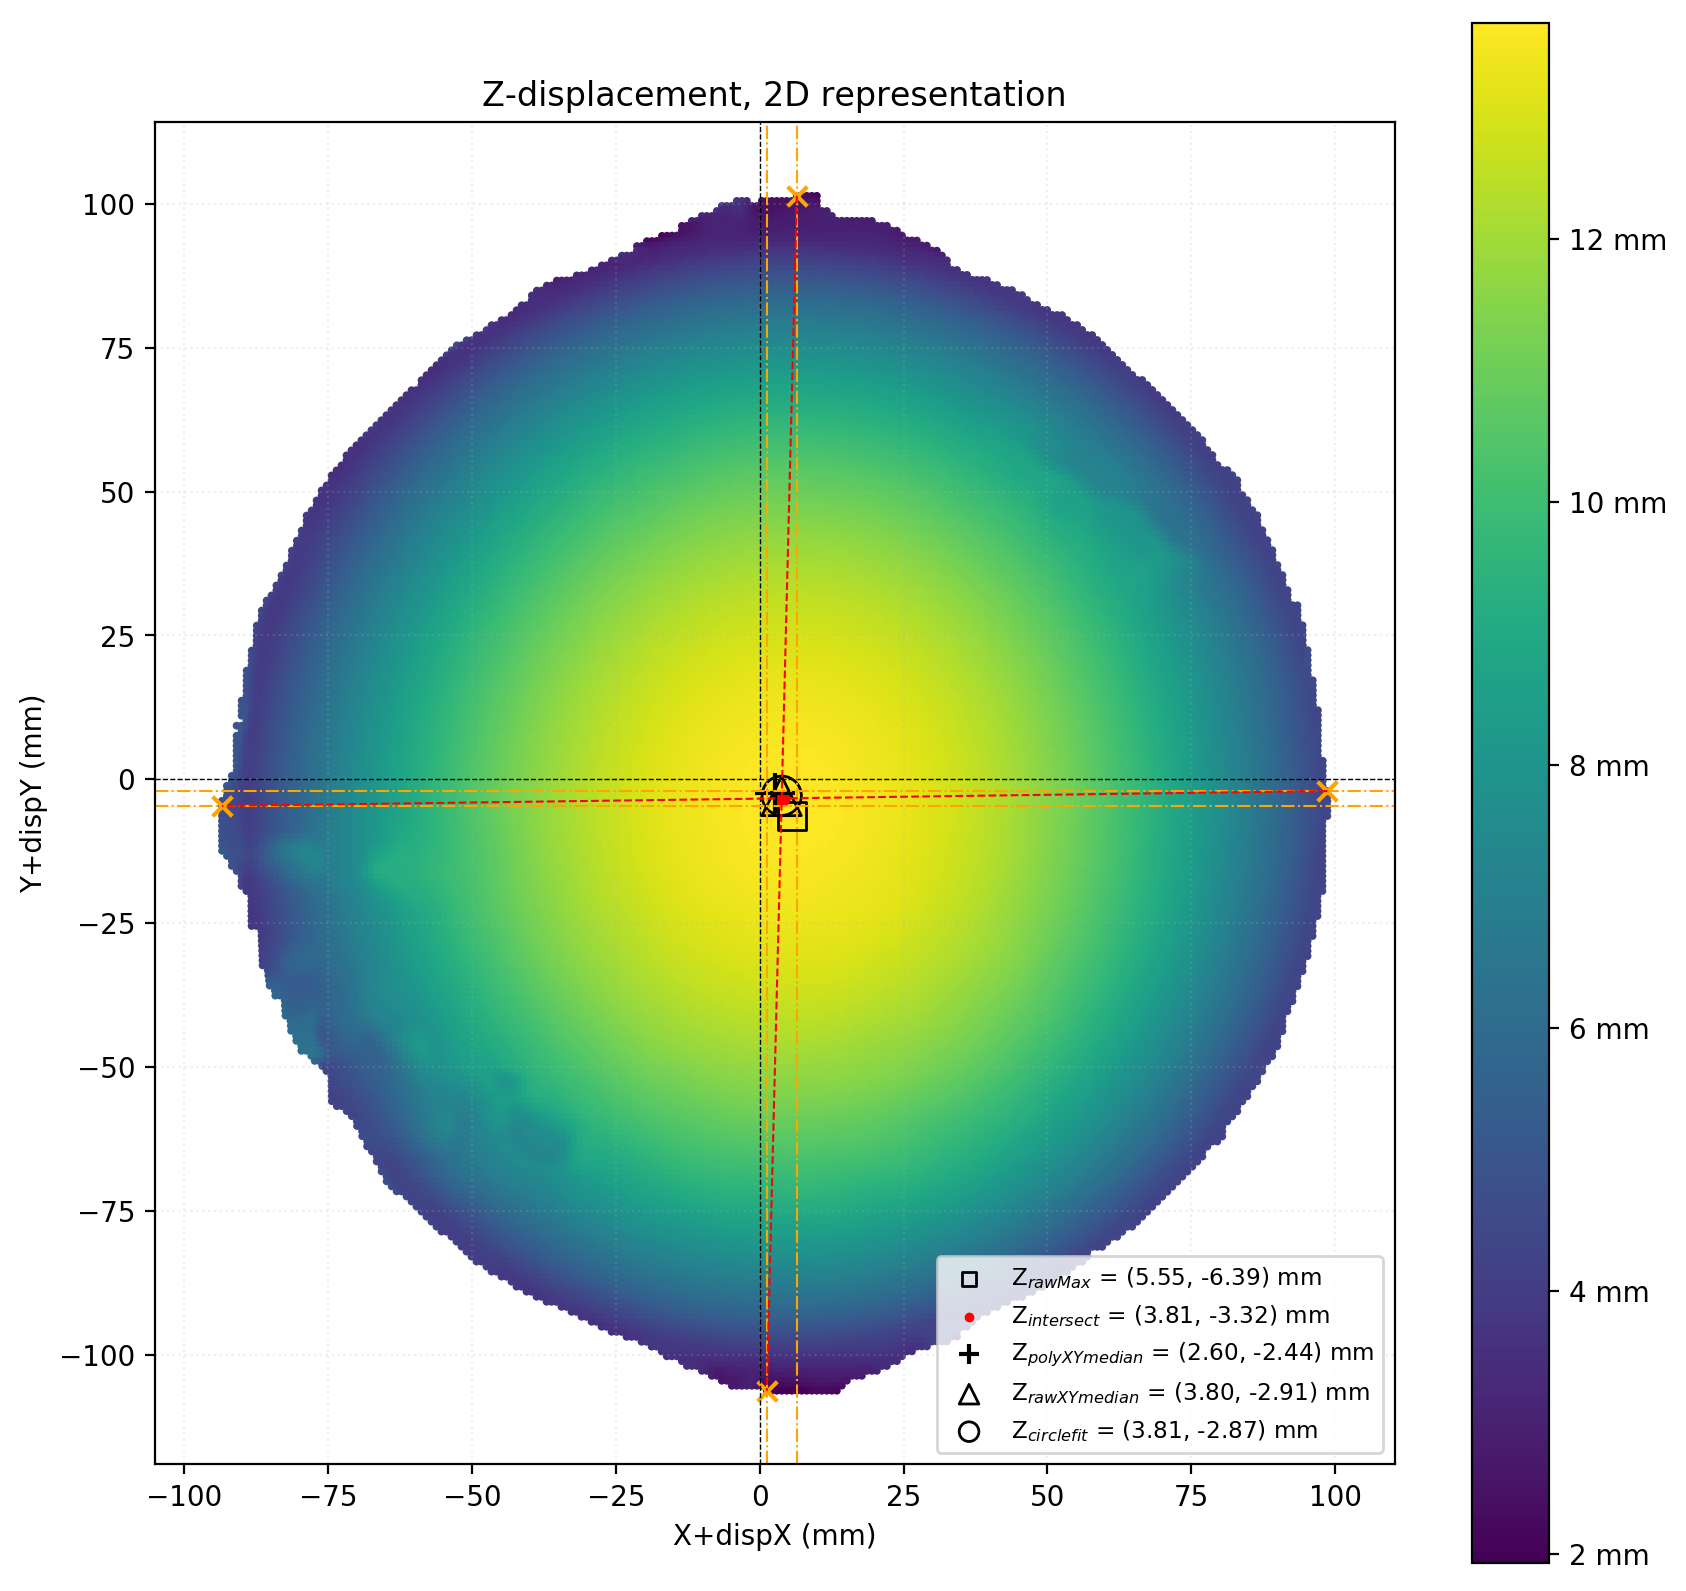 Z-displacement, 2D representation
12 mm
10 mm
8 mm
6 mm
4 mm
2 mm
Y+dispY (mm)
100
75
50
25
0
−25
−50
−75
−100
−100
−75
−50
−25
0
25
50
75
100
X+dispX (mm)
ZrawMax = (5.55, -6.39) mm
Zintersect = (3.81, -3.32) mm
ZpolyXYmedian = (2.60, -2.44) mm
ZrawXYmedian = (3.80, -2.91) mm
Zcirclefit = (3.81, -2.87) mm